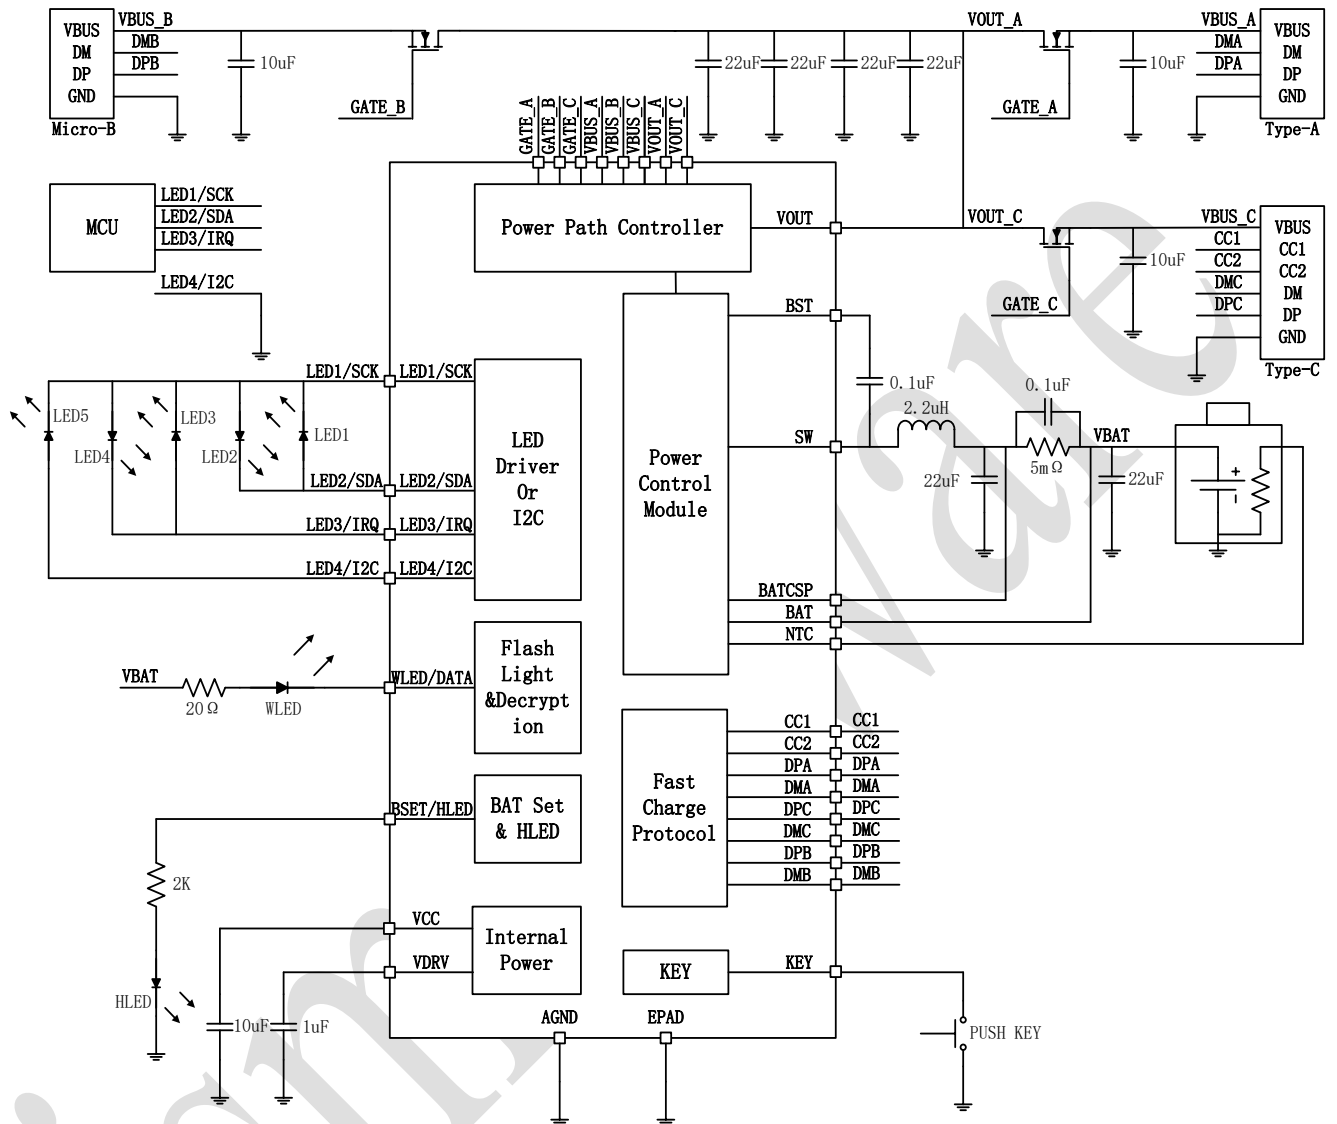 VBUS_B
VOUT_A
VBUS_A
VBUS
DM
DP
GND
Micro-B
DMB
DPB
10uF
GATE_B
22uF
22uF
22uF
22uF
10uF
GATE_A
DMA
DPA
VBUS
DM
DP
GND
Type-A
GATE_A
GATE_B
GATE_C
VBUS_A
VBUS_B
VBUS_C
VOUT_A
VOUT_C
MCU
LED1/SCK
LED2/SDA
LED3/IRQ
LED4/I2C
Power Path Controller
VOUT
VOUT_C
VBUS_C
10uF
GATE_C
CC1
CC2
DMC
DPC
VBUS
CC1
CC2
DM
DP
GND
Type-C
BST
0.1uF
2.2uH
0.1uF
SW
5mΩ
VBAT
22uF
22uF
+
-
LED1/SCK
LED1/SCK
LED5
LED3
LED1
LED4
LED2
LED2/SDA
LED2/SDA
LED3/IRQ
LED3/IRQ
LED4/I2C
LED4/I2C
LED
Driver
Or
I2C
Power
Control
Module
BATCSP
BAT
NTC
VBAT
20Ω
WLED
WLED/DATA
Flash
Light
&Decrypt
ion
BSET/HLED
BAT Set
& HLED
2K
HLED
Fast
Charge
Protocol
CC1
CC1
CC2
CC2
DPA
DPA
DMA
DMA
DPC
DPC
DMC
DMC
DPB
DPB
DMB
DMB
VCC
VDRV
Internal
Power
10uF
1uF
KEY
KEY
PUSH KEY
AGND
EPAD